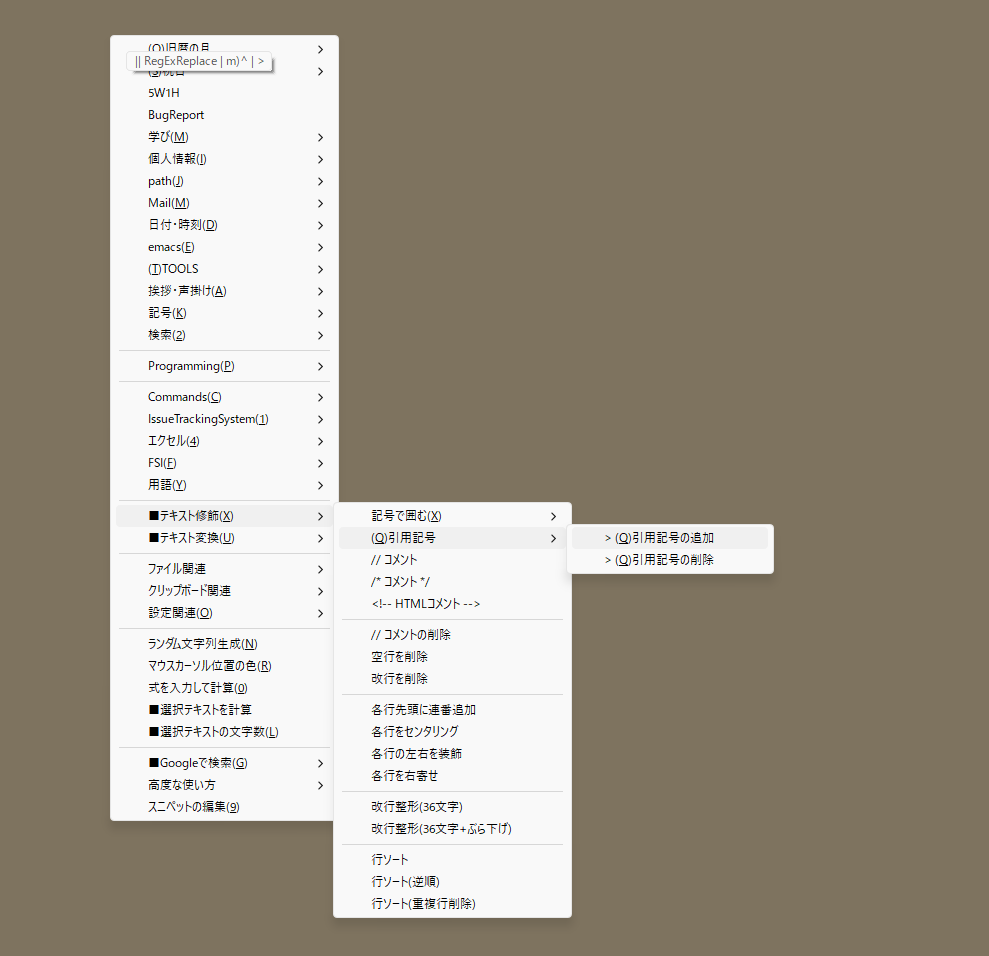 (O)旧暦の月
|| RegExReplace | m)^ | >
(S)祝日
5W1H
BugReport
学び(M)
個人情報(I)
path(J)
Mail(M)
日付・時刻(D)
emacs(E)
(T)TOOLS
挨拶・声掛け(A)
記号(K)
検索(2)
Programming(P)
Commands(C)
IssueTrackingSystem(1)
エクセル(4)
FSI(F)
用語(Y)
■テキスト修飾(X)
■テキスト変換(U)
ファイル関連
クリップボード関連
設定関連(O)
ランダム文字列生成(N)
マウスカーソル位置の色(R)
式を入力して計算(0)
■選択テキストを計算
■選択テキストの文字数(L)
■Googleで検索(G)
高度な使い方
スニペットの編集(9)
記号で囲む(X)
(Q)引用記号
// コメント
/* コメント */
<!-- HTMLコメント -->
// コメントの削除
空行を削除
改行を削除
各行先頭に連番追加
各行をセンタリング
各行の左右を装飾
各行を右寄せ
改行整形(36文字)
改行整形(36文字+ぶら下げ)
行ソート
行ソート(逆順)
行ソート(重複行削除)
> (Q)引用記号の追加
> (Q)引用記号の削除